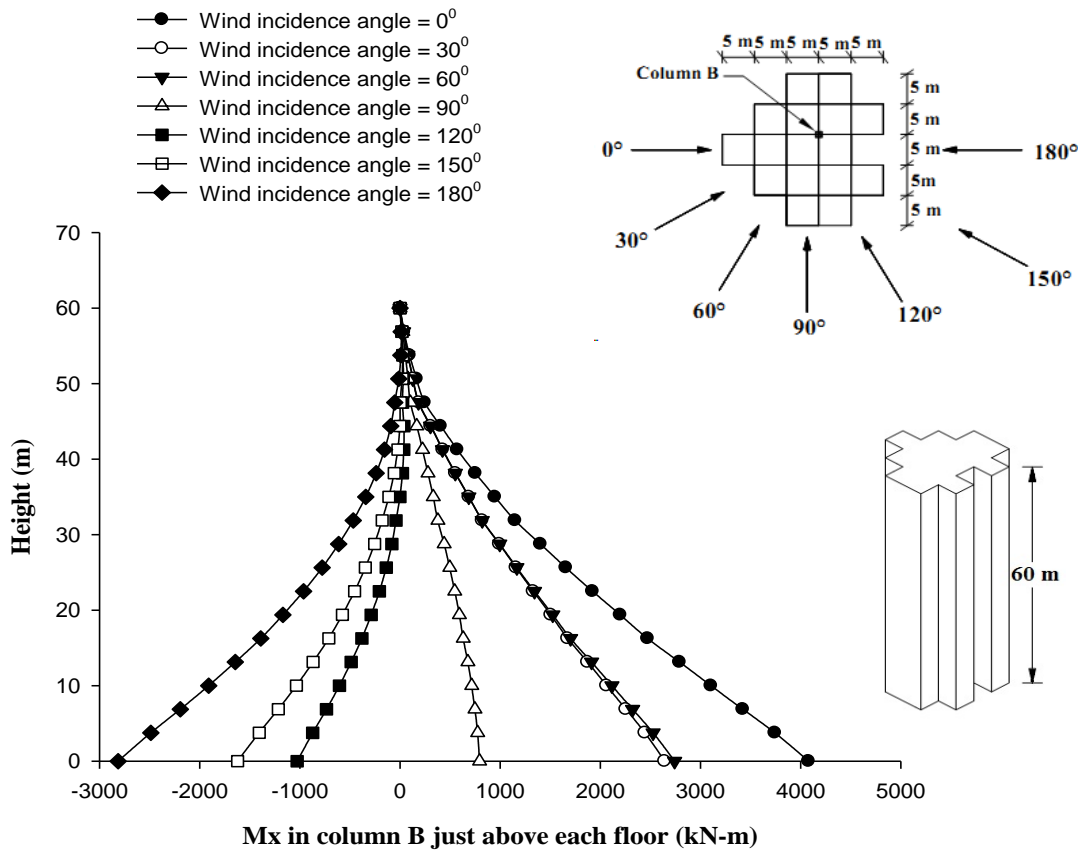 Wind incidence angle = 0⁰
Wind incidence angle = 30⁰
Wind incidence angle = 60⁰
Wind incidence angle = 90⁰
Wind incidence angle = 120⁰
Wind incidence angle = 150⁰
Wind incidence angle = 180⁰
5 m 5 m 5 m 5 m 5 m
Column B
5 m
5 m
5 m
5m
5 m
0°
30°
60°
90°
120°
150°
180°
60 m
Height (m)
70
60
50
40
30
20
10
0
-3000 -2000 -1000 0 1000 2000 3000 4000 5000
Mx in column B just above each floor (kN-m)